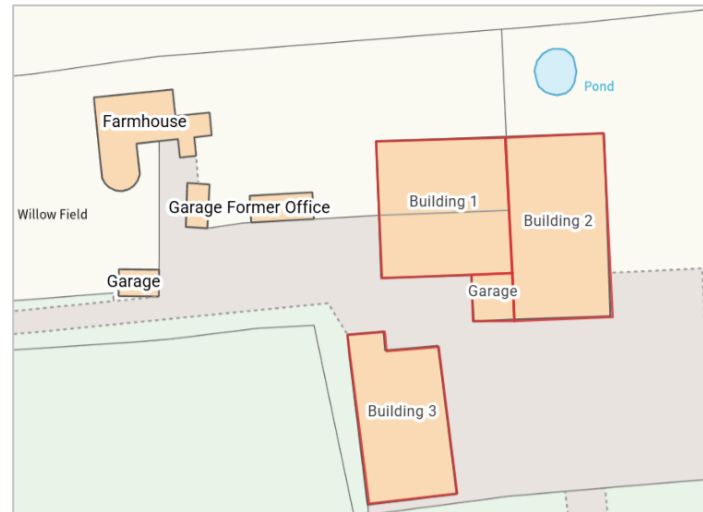 Pond
Farmhouse
Building 1
Garage Former Office
Willow Field
Building 2
Garage
Garage
Building 3